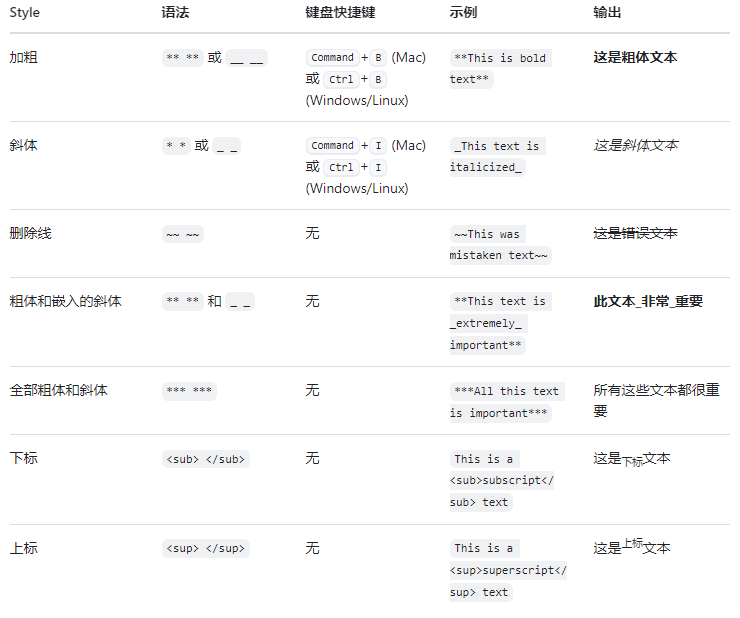 Style 语法 键盘快捷键 示例 输出
加粗 ** ** 或 __ __ Command + B (Mac) **This is bold 这是粗体文本
或 Ctrl + B text**
(Windows/Linux)
斜体 * * 或 _ _ Command + I (Mac) _This text is 这是斜体文本
或 Ctrl + I italicized_
(Windows/Linux)
删除线 ~~ ~~ 无 ~~This was 这是错误文本
mistaken text~~
粗体和嵌入的斜体 ** ** 和 _ _ 无 **This text is 此文本_非常_重要
_extremely_
important**
全部粗体和斜体 *** *** 无 ***All this text 所有这些文本都很重
is important*** 要
下标 <sub> </sub> 无 This is a 这是下标文本
<sub>subscript</
sub> text
上标 <sup> </sup> 无 This is a 这是上标文本
<sup>superscript</
sup> text